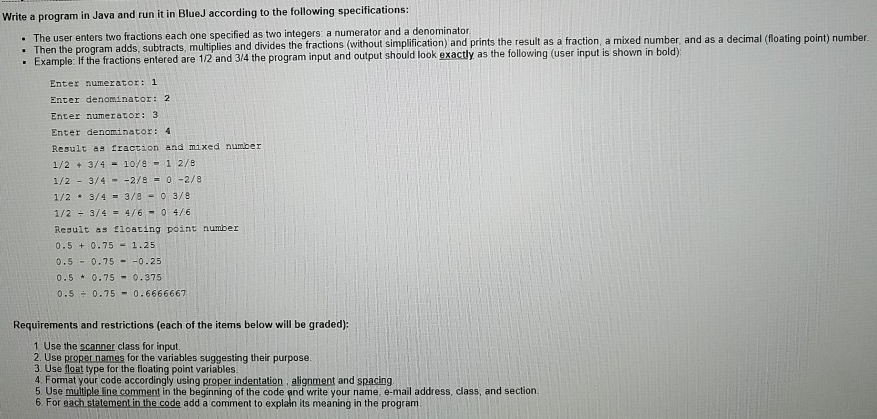 Write a program in Java and run it in BlueJ according to the following specifications:
• The user enters two fractions each one specified as two integers: a numerator and a denominator.
• Then the program adds, subtracts, multiplies and divides the fractions (without simplification) and prints the result as a fraction, a mixed number, and as a decimal (floating point) number.
• Example: If the fractions entered are 1/2 and 3/4 the program input and output should look exactly as the following (user input is shown in bold):
Enter numerator: 1
Enter denominator: 2
Enter numerator: 3
Enter denominator: 4
Result as fraction and mixed number
1/2 + 3/4 = 10/8 = 1 2/8
1/2 - 3/4 = -2/8 = 0 -2/8
1/2 * 3/4 = 3/8 = 0 3/8
1/2 ÷ 3/4 = 4/6 = 0 4/6
Result as floating point number
0.5 + 0.75 = 1.25
0.5 - 0.75 = -0.25
0.5 * 0.75 = 0.375
0.5 ÷ 0.75 = 0.6666667
Requirements and restrictions (each of the items below will be graded):
1. Use the scanner class for input.
2. Use proper names for the variables suggesting their purpose.
3. Use float type for the floating point variables.
4. Format your code accordingly using proper indentation , alignment and spacing.
5. Use multiple line comment in the beginning of the code and write your name, e-mail address, class, and section.
6. For each statement in the code add a comment to explain its meaning in the program.